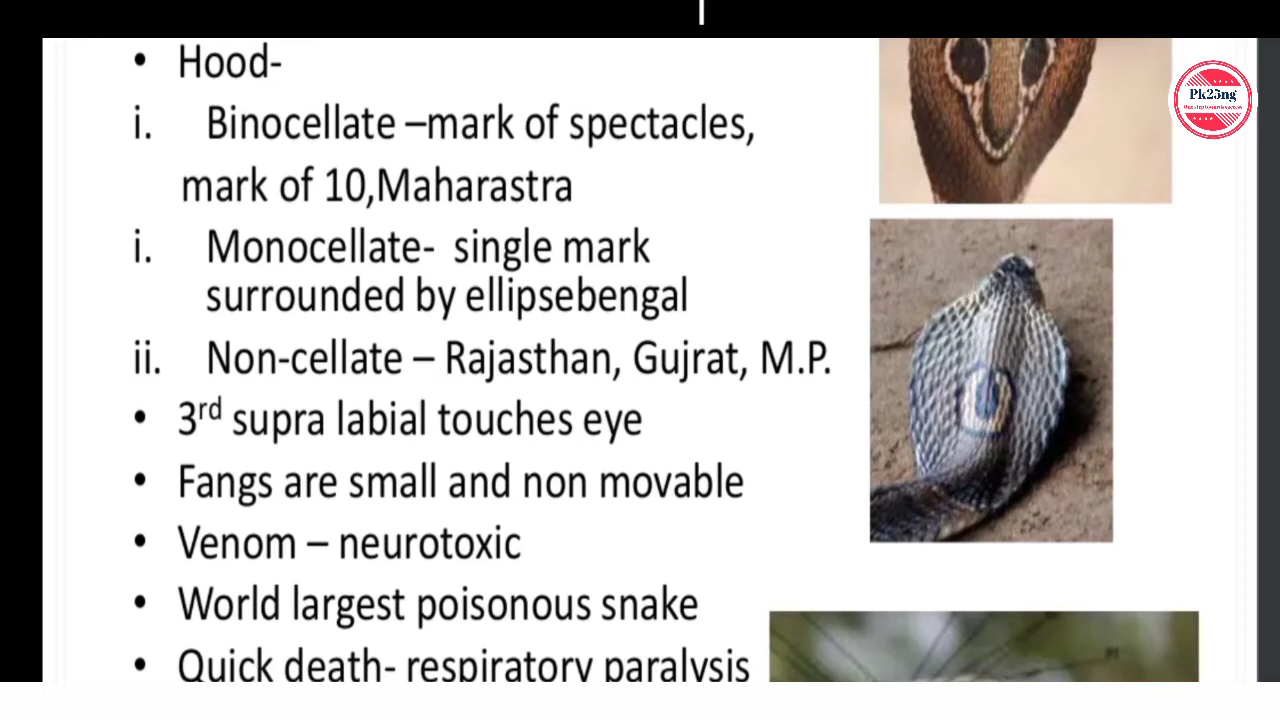 • Hood-
i. Binocellate –mark of spectacles,
mark of 10,Maharastra
i. Monocellate- single mark
surrounded by ellipsebengal
ii. Non-cellate – Rajasthan, Gujrat, M.P.
• 3rd supra labial touches eye
• Fangs are small and non movable
• Venom – neurotoxic
• World largest poisonous snake
• Quick death- respiratory paralysis
Pk25ng